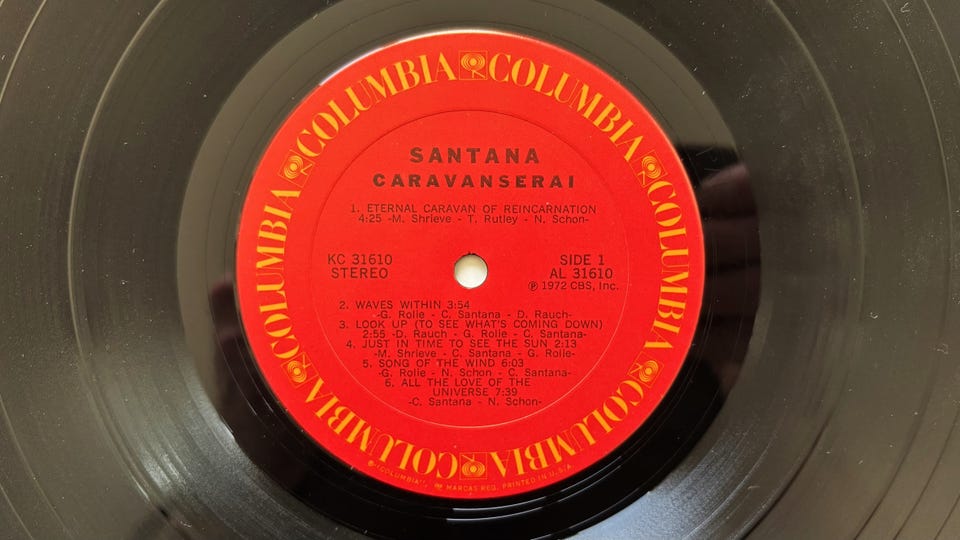 COLUMBIA COLUMBIA COLUMBIA COLUMBIA COLUMBIA COLUMBIA
SANTANA
CARAVANSERAI
1. ETERNAL CARAVAN OF REINCARNATION
4:25 -M. Shrieve - T. Rutley - N. Schon-
KC 31610
STEREO
SIDE 1
AL 31610
℗ 1972 CBS, Inc.
2. WAVES WITHIN 3:54
-G. Rolie - C. Santana - D. Rauch-
3. LOOK UP (TO SEE WHAT'S COMING DOWN)
2:55 -D. Rauch - G. Rolie - C. Santana-
4. JUST IN TIME TO SEE THE SUN 2:13
-M. Shrieve - C. Santana - G. Rolie-
5. SONG OF THE WIND 6:03
-G. Rolie - N. Schon - C. Santana-
6. ALL THE LOVE OF THE
UNIVERSE 7:39
-C. Santana - N. Schon-
®-"COLUMBIA", ㏇ MARCAS REG. PRINTED IN U.S.A.